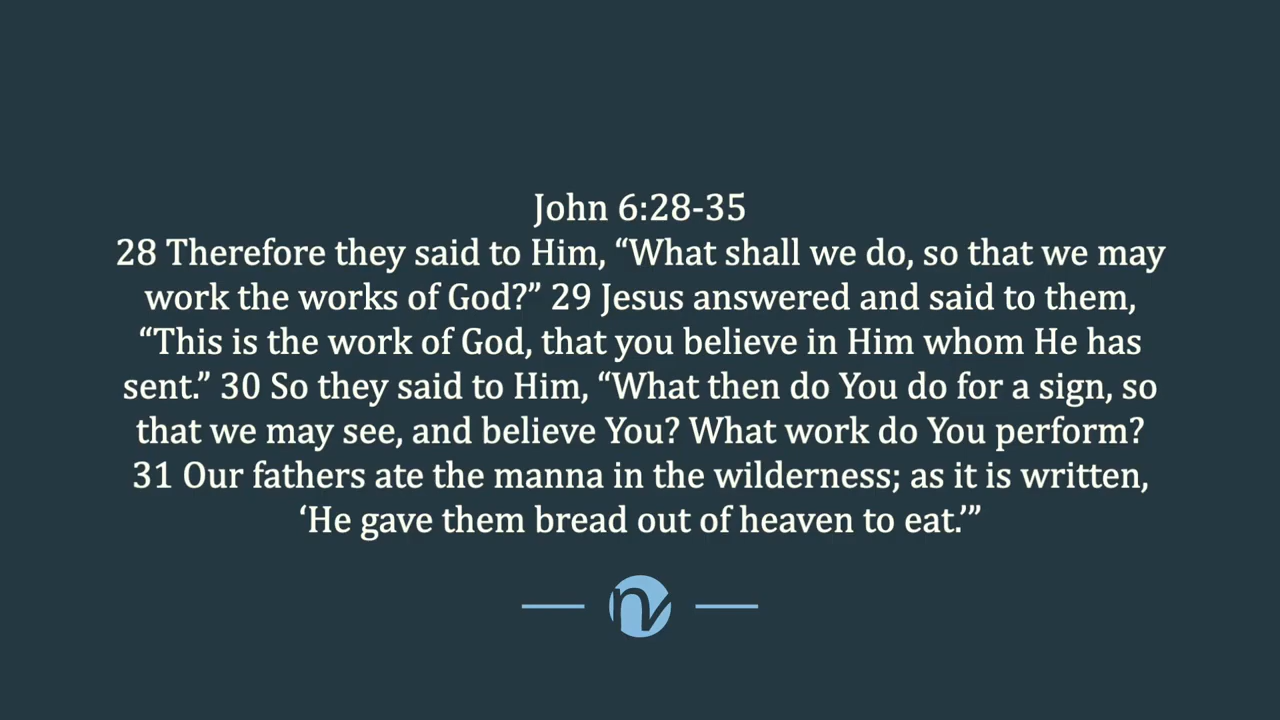 John 6:28-35
28 Therefore they said to Him, “What shall we do, so that we may
work the works of God?” 29 Jesus answered and said to them,
“This is the work of God, that you believe in Him whom He has
sent.” 30 So they said to Him, “What then do You do for a sign, so
that we may see, and believe You? What work do You perform?
31 Our fathers ate the manna in the wilderness; as it is written,
‘He gave them bread out of heaven to eat.’”
nv